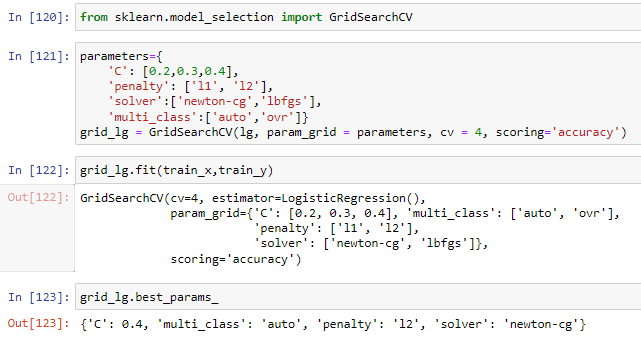 In [120]: from sklearn.model_selection import GridSearchCV
In [121]: parameters={
    'C': [0.2,0.3,0.4],
    'penalty': ['l1', 'l2'],
    'solver':['newton-cg','lbfgs'],
    'multi_class':['auto','ovr']}
grid_lg = GridSearchCV(lg, param_grid = parameters, cv = 4, scoring='accuracy')
In [122]: grid_lg.fit(train_x,train_y)
Out[122]: GridSearchCV(cv=4, estimator=LogisticRegression(),
             param_grid={'C': [0.2, 0.3, 0.4], 'multi_class': ['auto', 'ovr'],
                         'penalty': ['l1', 'l2'],
                         'solver': ['newton-cg', 'lbfgs']},
             scoring='accuracy')
In [123]: grid_lg.best_params_
Out[123]: {'C': 0.4, 'multi_class': 'auto', 'penalty': 'l2', 'solver': 'newton-cg'}